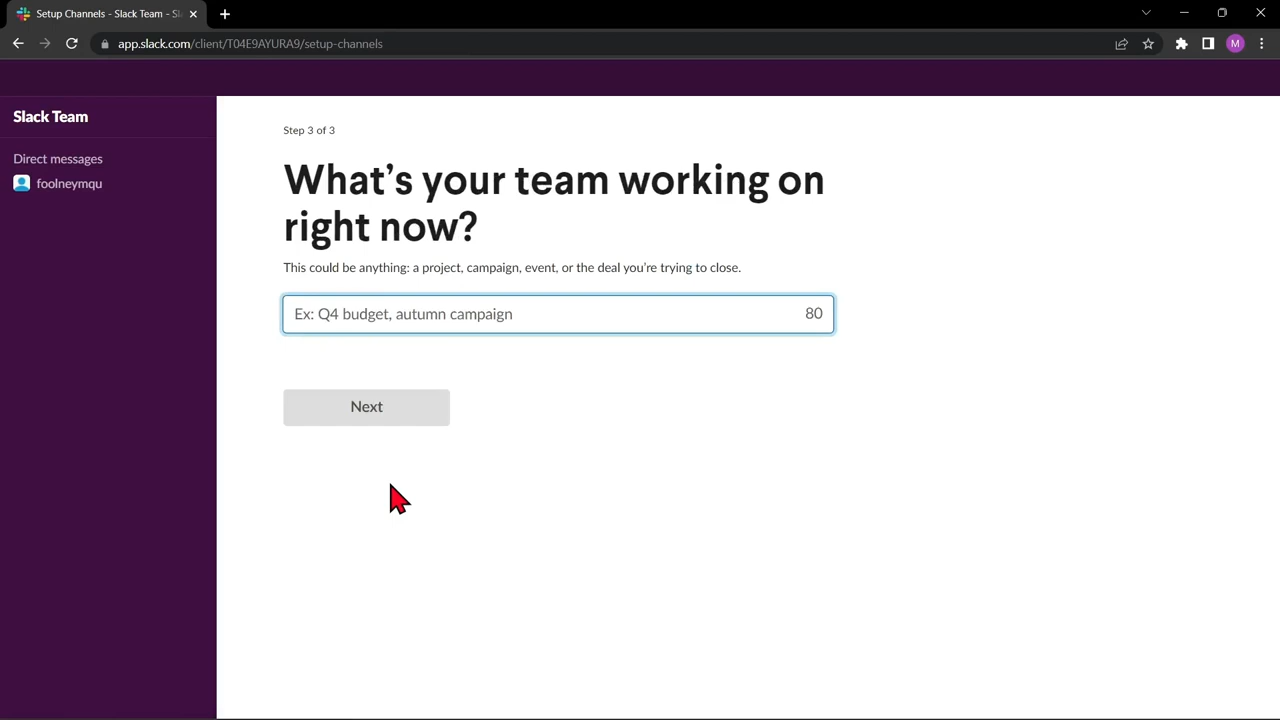 Setup Channels - Slack Team - Sl
app.slack.com/client/T04E9AYURA9/setup-channels
M
Slack Team
Direct messages
foolneymqu
Step 3 of 3
What's your team working on
right now?
This could be anything: a project, campaign, event, or the deal you're trying to close.
Ex: Q4 budget, autumn campaign
80
Next